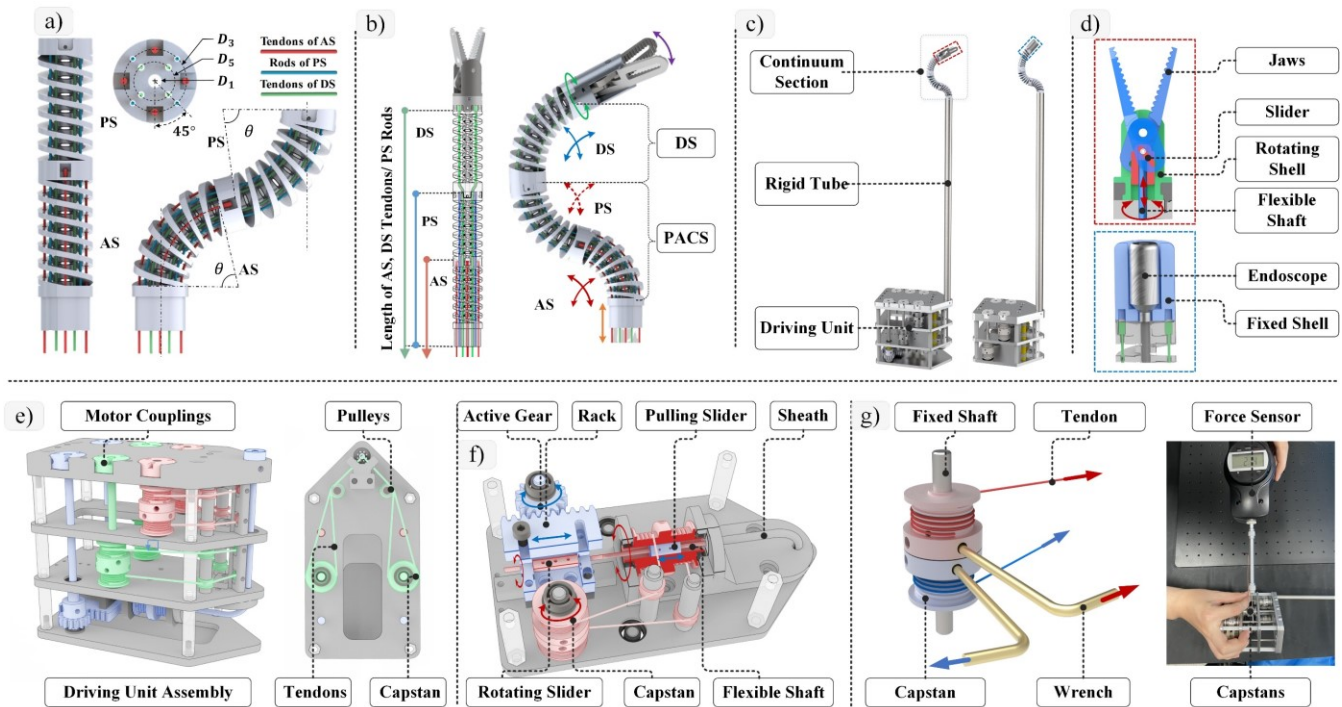 a)
D3
D5
D1
Tendons of AS
Rods of PS
Tendons of DS
45°
PS
AS
PS
θ
θ
AS
b)
Length of AS, DS Tendons/ PS Rods
DS
PS
AS
DS
PS
AS
DS
PACS
c)
Continuum
Section
Rigid Tube
Driving Unit
d)
Jaws
Slider
Rotating
Shell
Flexible
Shaft
Endoscope
Fixed Shell
e)
Motor Couplings
Pulleys
Driving Unit Assembly
Tendons
Capstan
f)
Active Gear
Rack
Pulling Slider
Sheath
Rotating Slider
Capstan
Flexible Shaft
g)
Fixed Shaft
Tendon
Force Sensor
Capstan
Wrench
Capstans